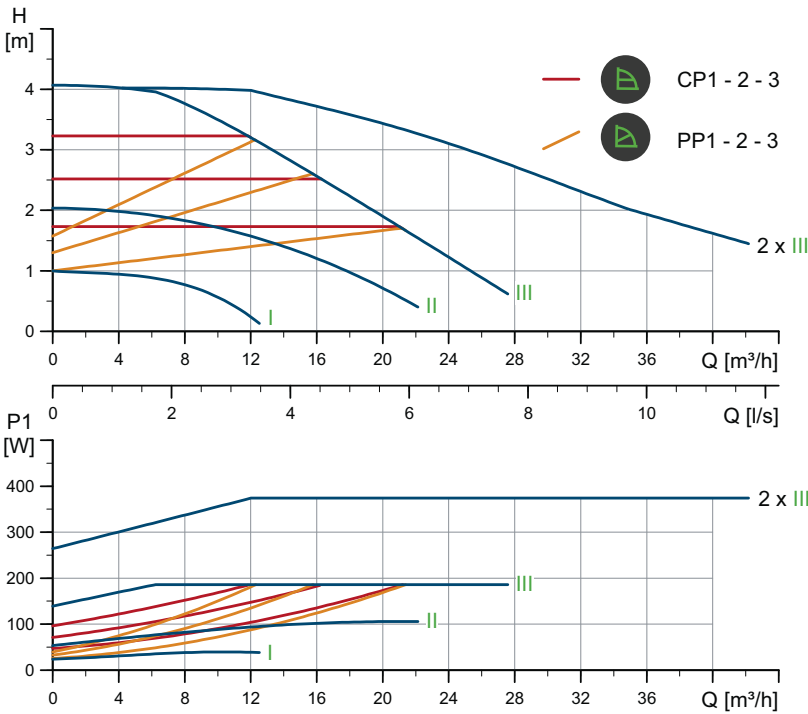 H
[m]
4
3
2
1
0
CP1 - 2 - 3
PP1 - 2 - 3
2 x III
III
II
I
0 4 8 12 16 20 24 28 32 36 Q [m³/h]
0 2 4 6 8 10 Q [l/s]
P1
[W]
400
300
200
100
0
2 x III
III
II
I
0 4 8 12 16 20 24 28 32 36 Q [m³/h]